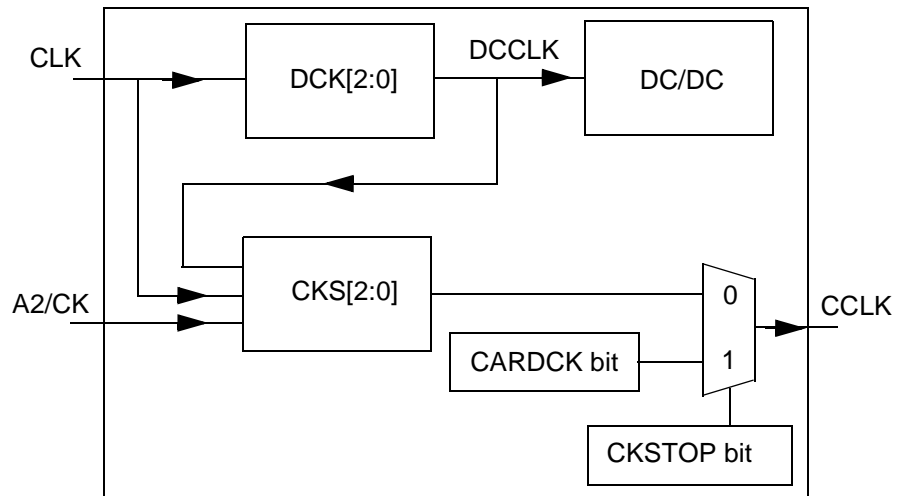 CLK
DCK[2:0]
DCCLK
DC/DC
A2/CK
CKS[2:0]
0
CCLK
CARDCK bit
1
CKSTOP bit